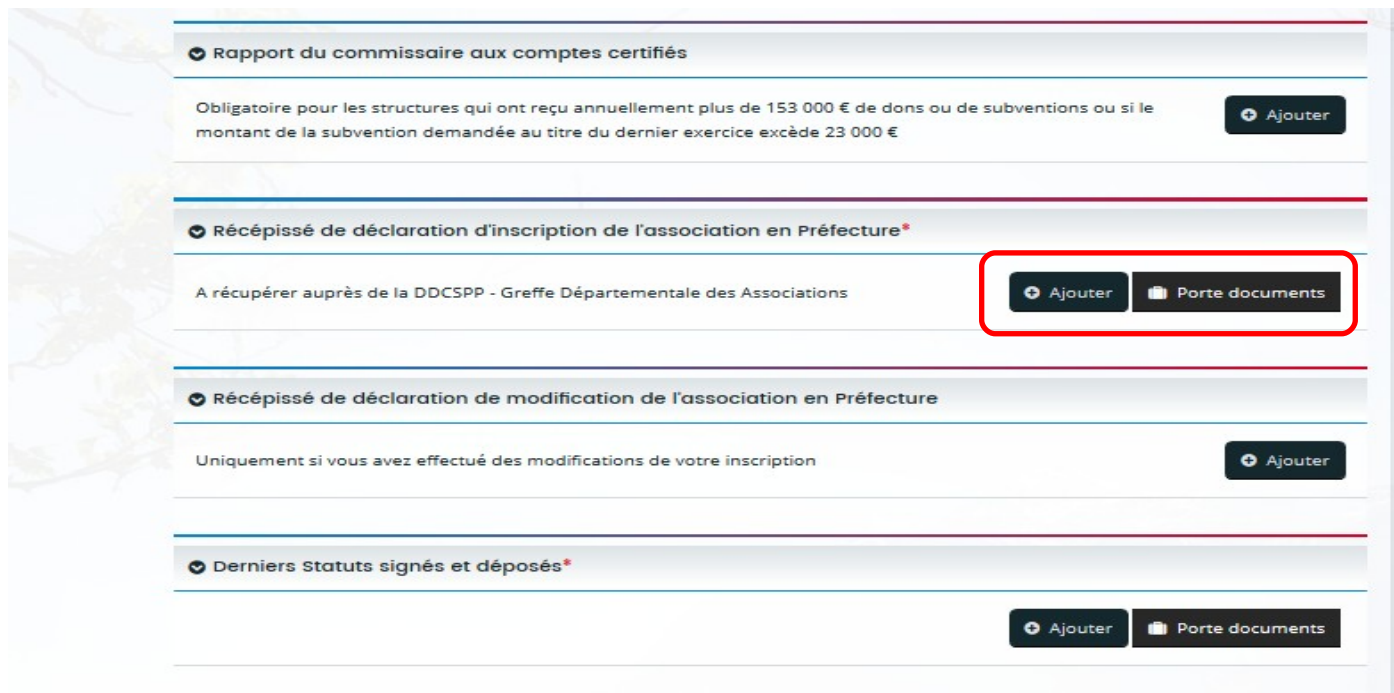 Rapport du commissaire aux comptes certifiés
Obligatoire pour les structures qui ont reçu annuellement plus de 153 000 € de dons ou de subventions ou si le
montant de la subvention demandée au titre du dernier exercice excède 23 000 €
Ajouter
Récépissé de déclaration d'inscription de l'association en Préfecture*
A récupérer auprès de la DDCSPP - Greffe Départementale des Associations
Ajouter Porte documents
Récépissé de déclaration de modification de l'association en Préfecture
Uniquement si vous avez effectué des modifications de votre inscription
Ajouter
Derniers Statuts signés et déposés*
Ajouter Porte documents